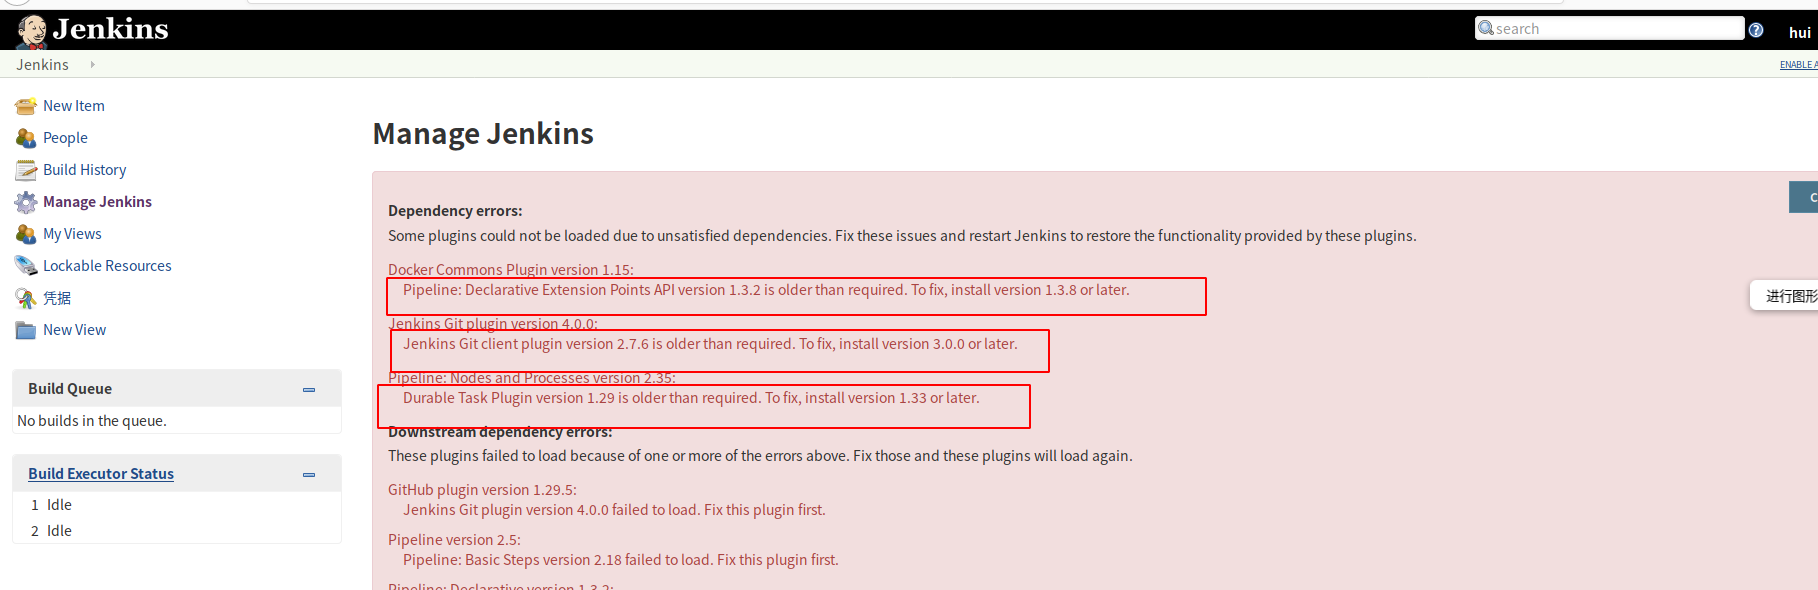 Jenkins
search
hui
Jenkins
ENABLE A
New Item
People
Build History
Manage Jenkins
My Views
Lockable Resources
凭据
New View
Build Queue
No builds in the queue.
Build Executor Status
1 Idle
2 Idle
Manage Jenkins
C
Dependency errors:
Some plugins could not be loaded due to unsatisfied dependencies. Fix these issues and restart Jenkins to restore the functionality provided by these plugins.
Docker Commons Plugin version 1.15:
Pipeline: Declarative Extension Points API version 1.3.2 is older than required. To fix, install version 1.3.8 or later.
进行图形
Jenkins Git plugin version 4.0.0:
Jenkins Git client plugin version 2.7.6 is older than required. To fix, install version 3.0.0 or later.
Pipeline: Nodes and Processes version 2.35:
Durable Task Plugin version 1.29 is older than required. To fix, install version 1.33 or later.
Downstream dependency errors:
These plugins failed to load because of one or more of the errors above. Fix those and these plugins will load again.
GitHub plugin version 1.29.5:
Jenkins Git plugin version 4.0.0 failed to load. Fix this plugin first.
Pipeline version 2.5:
Pipeline: Basic Steps version 2.18 failed to load. Fix this plugin first.
Pipeline: Declarative version 1.3.2: